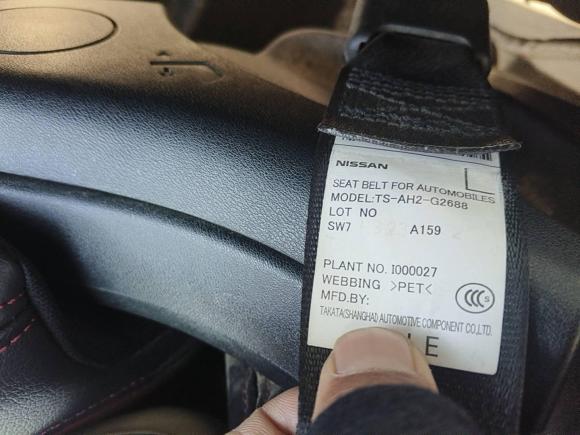 NISSAN
SEAT BELT FOR AUTOMOBILES
MODEL:TS-AH2-G2688
LOT NO
SW7 A159
PLANT NO. I000027
WEBBING >PET<
MFD.BY:
TAKATA(SHANGHAI) AUTOMOTIVE COMPONENT CO.,LTD.
E